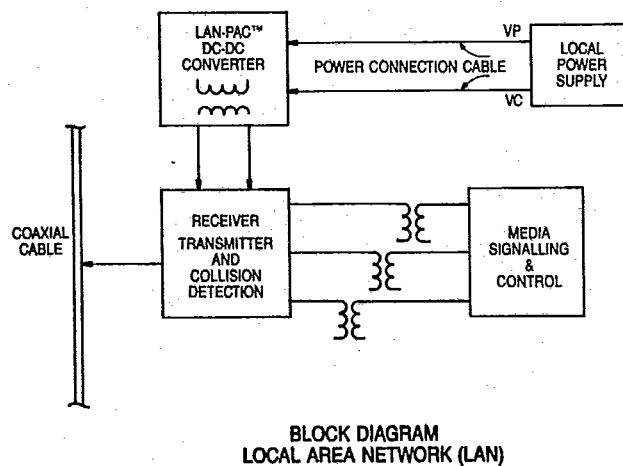 LAN-PAC™
DC-DC
CONVERTER
VP
POWER CONNECTION CABLE
VC
LOCAL
POWER
SUPPLY
COAXIAL
CABLE
RECEIVER
TRANSMITTER
AND
COLLISION
DETECTION
MEDIA
SIGNALLING
&
CONTROL
BLOCK DIAGRAM
LOCAL AREA NETWORK (LAN)